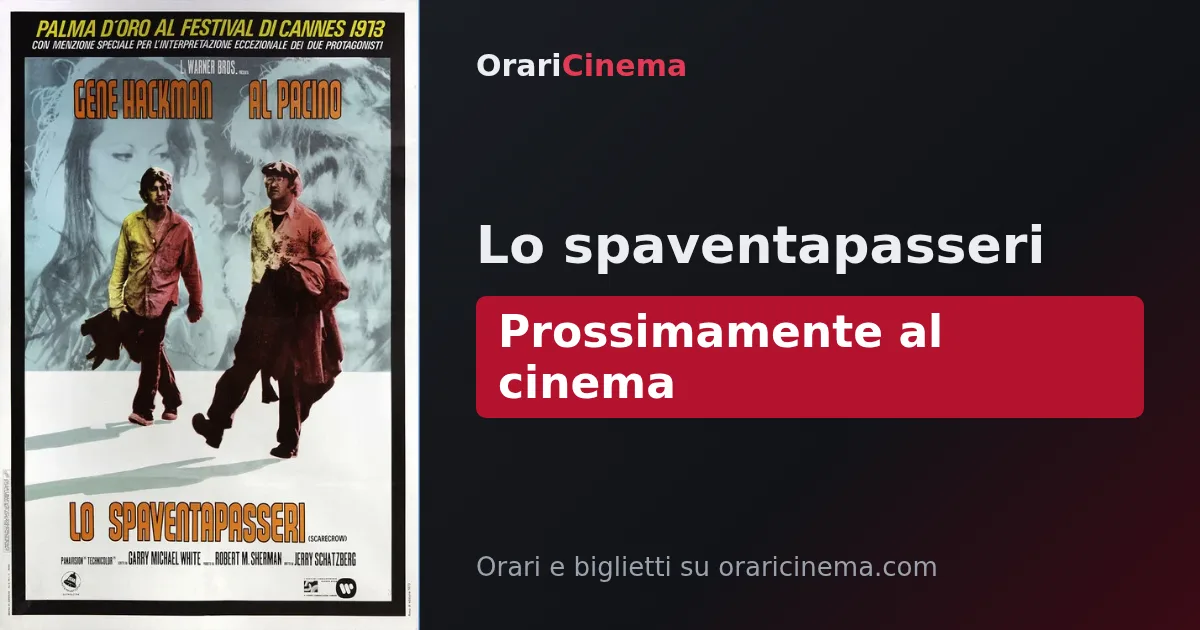 PALMA D'ORO AL FESTIVAL DI CANNES 1973
CON MENZIONE SPECIALE PER L'INTERPRETAZIONE ECCEZIONALE DEI DUE PROTAGONISTI
WARNER BROS.
GENE HACKMAN AL PACINO
LO SPAVENTAPASSERI (SCARECROW)
PANAVISION® TECHNICOLOR® GARRY MICHAEL WHITE ROBERT M. SHERMAN JERRY SCHATZBERG
OrariCinema
Lo spaventapasseri
Prossimamente al
cinema
Orari e biglietti su oraricinema.com